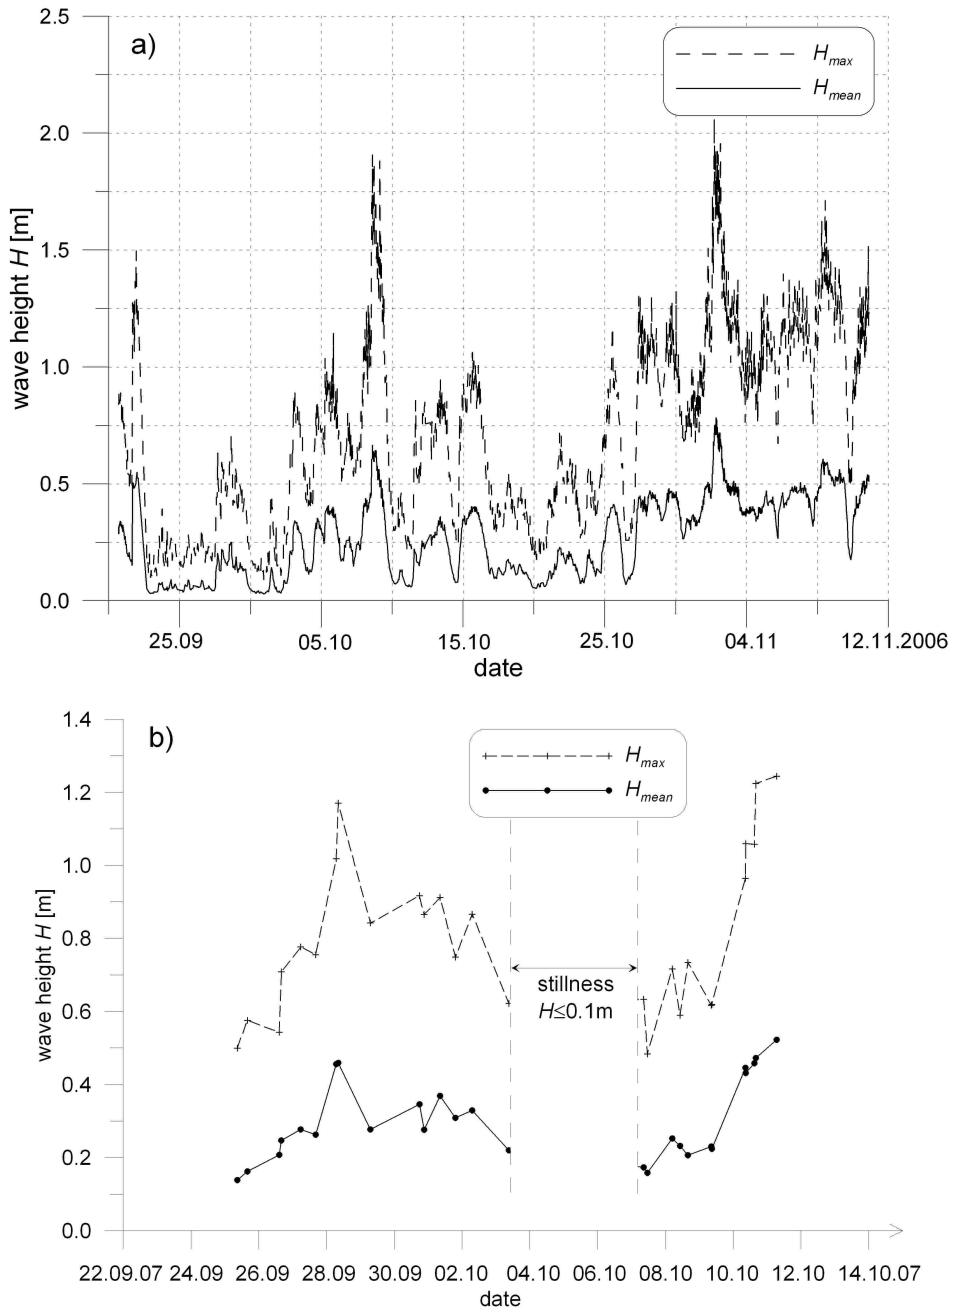 2.5
a)
H max
H mean
2.0
1.5
1.0
0.5
0.0
wave height H [m]
25.09 05.10 15.10 25.10 04.11 12.11.2006
date
1.4
b)
H max
H mean
1.2
1.0
0.8
stillness
H≤0.1m
0.6
0.4
0.2
0.0
wave height H [m]
22.09.07 24.09 26.09 28.09 30.09 02.10 04.10 06.10 08.10 10.10 12.10 14.10.07
date